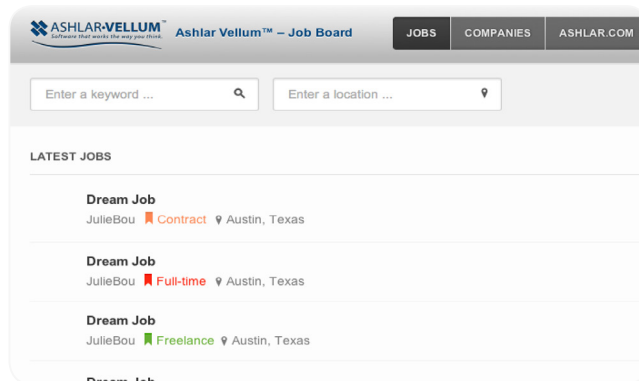 ASHLAR-VELLUM™
Software that works the way you think.
Ashlar Vellum™ – Job Board
JOBS
COMPANIES
ASHLAR.COM
Enter a keyword ...
Enter a location ...
LATEST JOBS
Dream Job
JulieBou Contract Austin, Texas
Dream Job
JulieBou Full-time Austin, Texas
Dream Job
JulieBou Freelance Austin, Texas
Dream Job